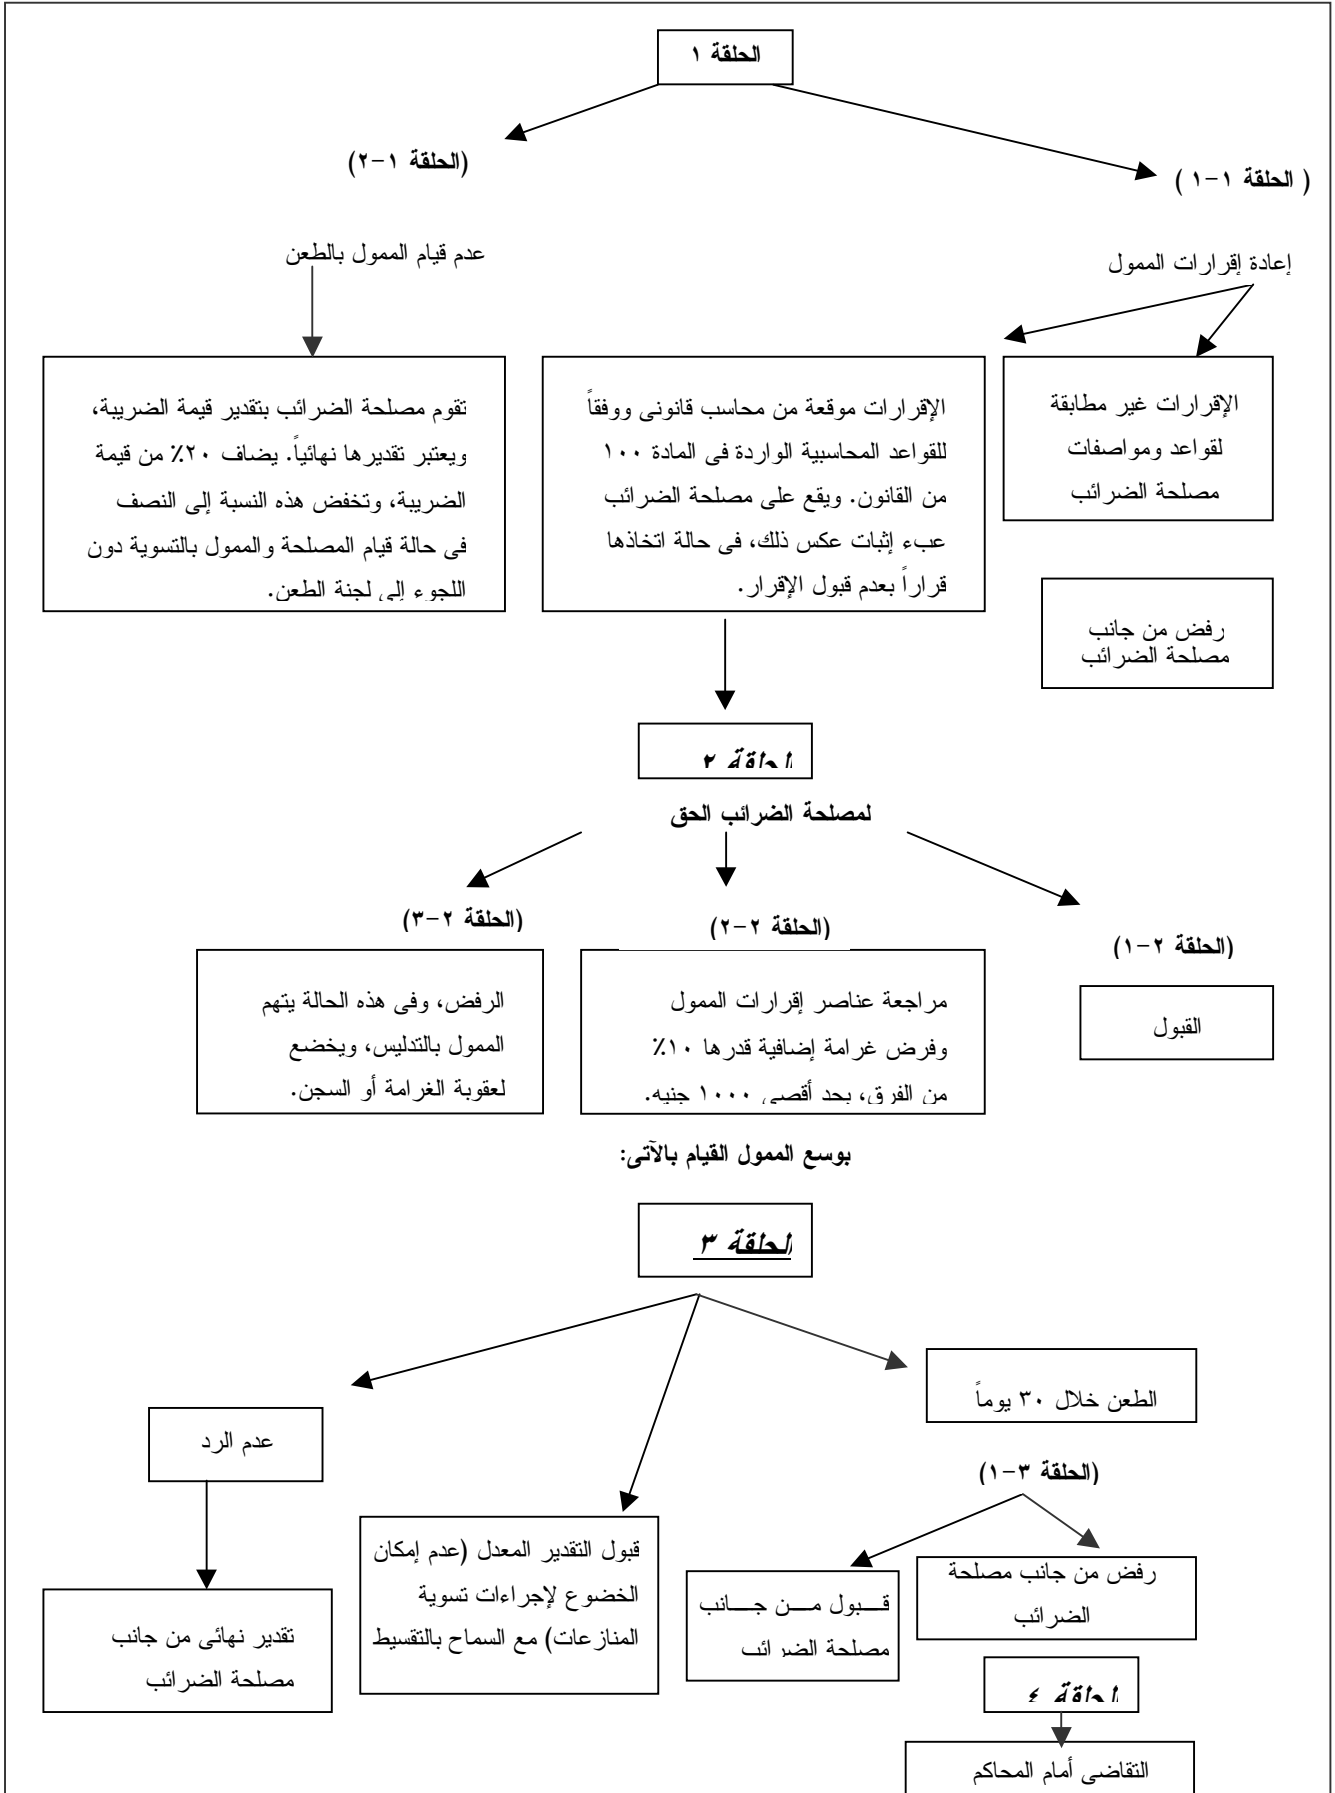 الحلقة ١
( الحلقة ١-١ )
(الحلقة ١-٢)
إعادة إقرارات الممول
عدم قيام الممول بالطعن
الإقرارات غير مطابقة
لقواعد ومواصفات
مصلحة الضرائب
الإقرارات موقعة من محاسب قانونى ووفقاً
للقواعد المحاسبية الواردة فى المادة ١٠٠
من القانون. ويقع على مصلحة الضرائب
عبء إثبات عكس ذلك، فى حالة اتخاذها
قراراً بعدم قبول الإقرار.
تقوم مصلحة الضرائب بتقدير قيمة الضريبة،
ويعتبر تقديرها نهائياً. يضاف ٢٠٪ من قيمة
الضريبة، وتخفض هذه النسبة إلى النصف
فى حالة قيام المصلحة والممول بالتسوية دون
اللجوء إلى لجنة الطعن.
رفض من جانب
مصلحة الضرائب
الحلقة ٢
لمصلحة الضرائب الحق
(الحلقة ٢-١)
(الحلقة ٢-٢)
(الحلقة ٢-٣)
القبول
مراجعة عناصر إقرارات الممول
وفرض غرامة إضافية قدرها ١٠٪
من الفرق، بحد أقصى ١٠٠٠ جنيه.
الرفض، وفى هذه الحالة يتهم
الممول بالتدليس، ويخضع
لعقوبة الغرامة أو السجن.
بوسع الممول القيام بالآتى:
الحلقة ٣
الطعن خلال ٣٠ يوماً
عدم الرد
(الحلقة ٣-١)
رفض من جانب مصلحة
الضرائب
قـــبول مـــن جـــانب
مصلحة الضرائب
قبول التقدير المعدل (عدم إمكان
الخضوع لإجراءات تسوية
المنازعات) مع السماح بالتقسيط
تقدير نهائى من جانب
مصلحة الضرائب
الحلقة ٤
التقاضى أمام المحاكم